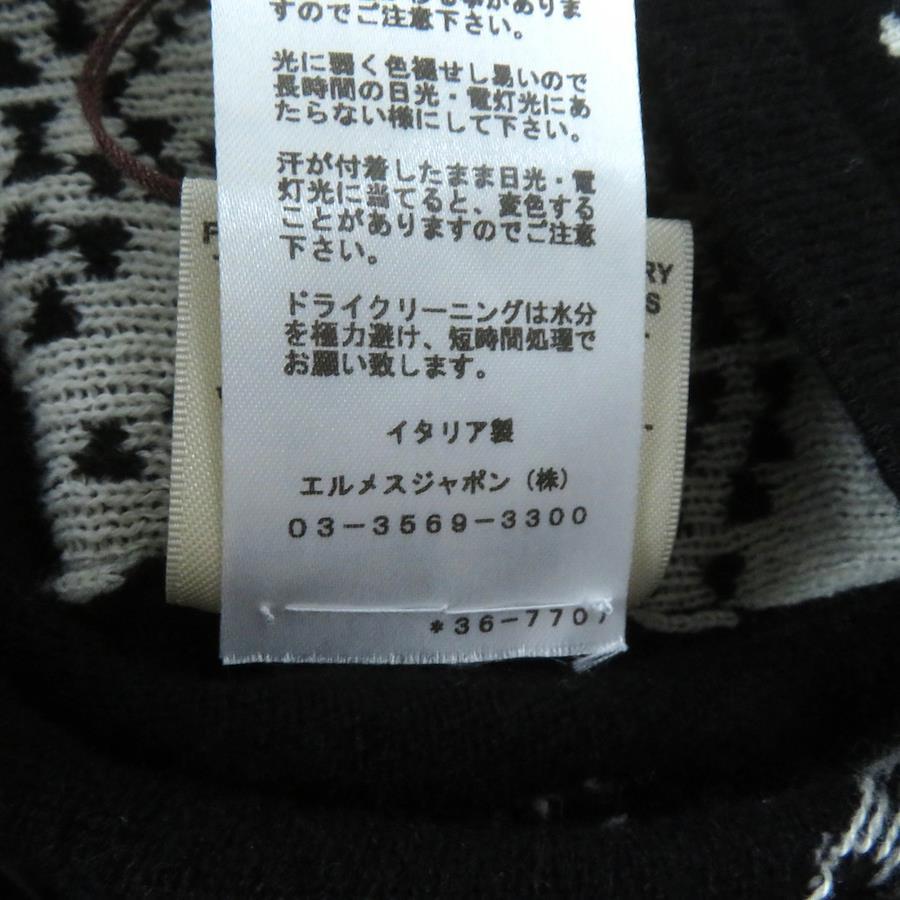 すのでご注意下さい。
光に弱く色褪せし易いので
長時間の日光・電灯光にあ
たらない様にして下さい。
汗が付着したまま日光・電
灯光に当てると、変色する
ことがありますのでご注意
下さい。
ドライクリーニングは水分
を極力避け、短時間処理で
お願い致します。
イタリア製
エルメスジャポン（株）
03-3569-3300
*36-7707